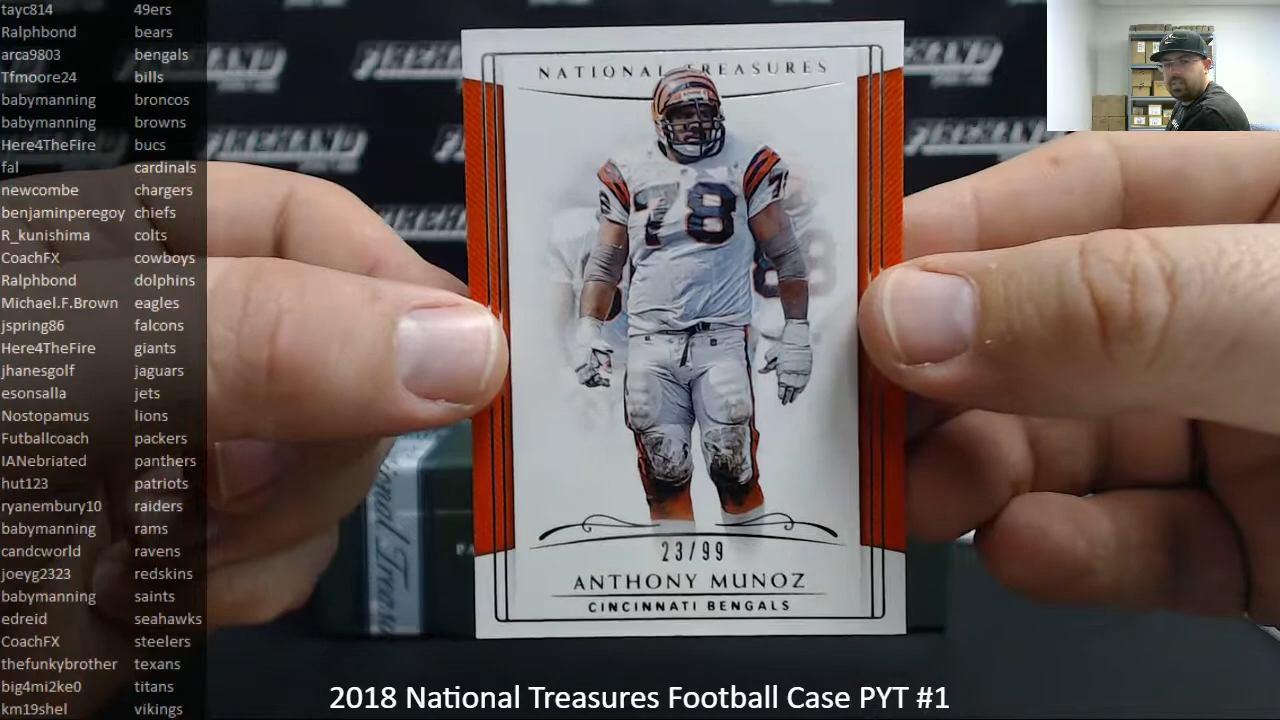 tayc814 49ers
Ralphbond bears
arca9803 bengals
Tfmoore24 bills
babymanning broncos
babymanning browns
Here4TheFire bucs
fal cardinals
newcombe chargers
benjaminperegoy chiefs
R_kunishima colts
CoachFX cowboys
Ralphbond dolphins
Michael.F.Brown eagles
jspring86 falcons
Here4TheFire giants
jhanesgolf jaguars
esonsalla jets
Nostopamus lions
Futballcoach packers
IANebriated panthers
hut123 patriots
ryanembury10 raiders
babymanning rams
candcworld ravens
joeyg2323 redskins
babymanning saints
edreid seahawks
CoachFX steelers
thefunkybrother texans
big4mi2ke0 titans
km19shel vikings
NATIONAL TREASURES
78
23/99
ANTHONY MUNOZ
CINCINNATI BENGALS
FIREHAND
2018 National Treasures Football Case PYT #1